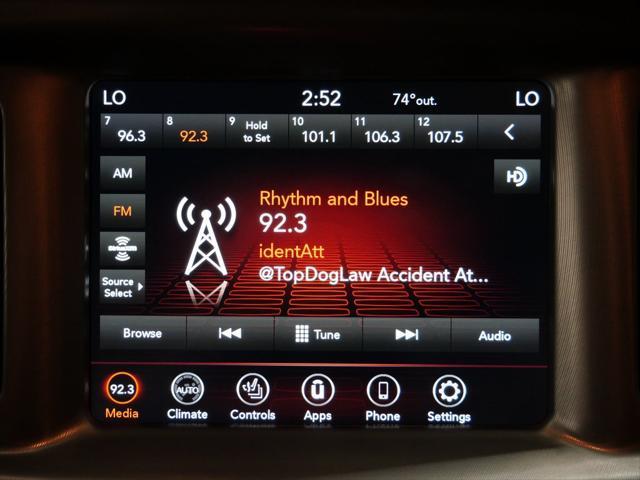 LO 2:52 74°out. LO
7 96.3 8 92.3 9 Hold to Set 10 101.1 11 106.3 12 107.5
AM
HD
FM
Rhythm and Blues
92.3
identAtt
@TopDogLaw Accident At...
SiriusXM
Source Select
Browse Tune Audio
92.3 AUTO
Media Climate Controls Apps Phone Settings